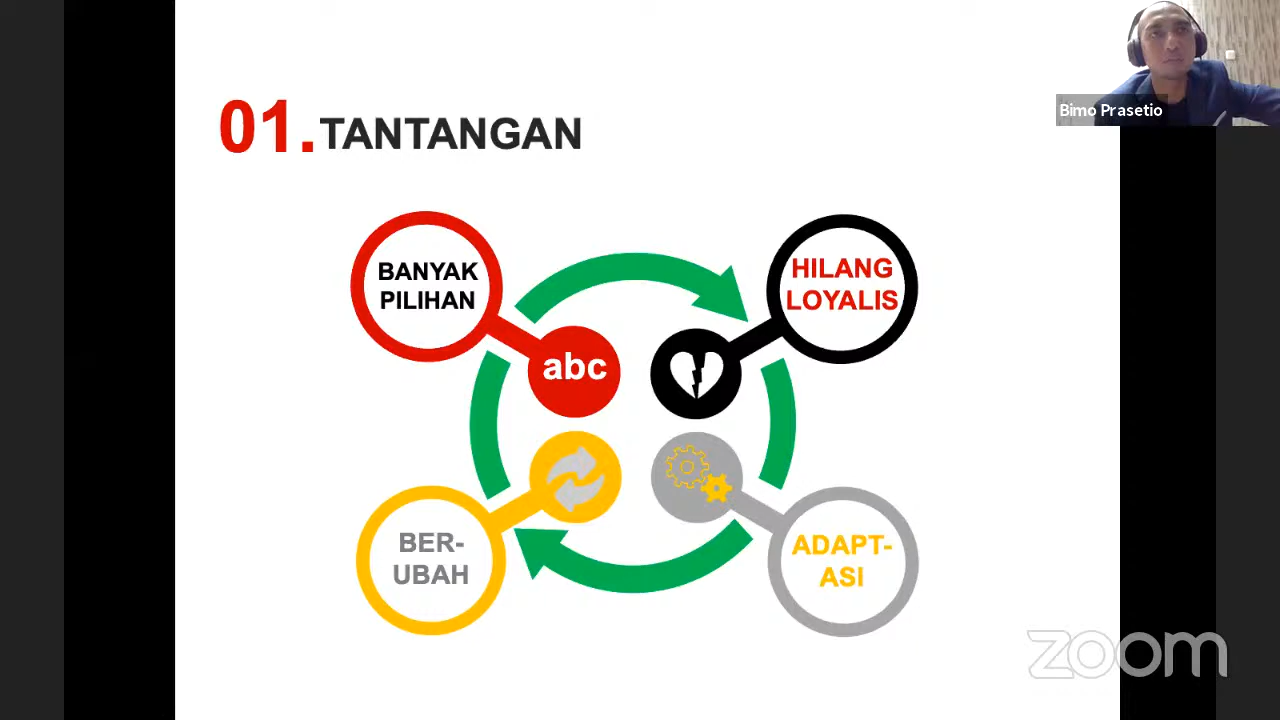 Bimo Prasetio
01. TANTANGAN
BANYAK
PILIHAN
HILANG
LOYALIS
abc
BER-
UBAH
ADAPT-
ASI
zoom